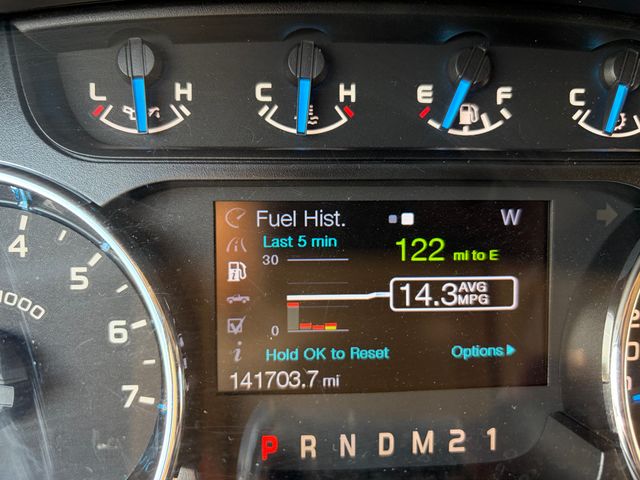 L H C H E F C
Fuel Hist. W
Last 5 min
122 mi to E
30
14.3 AVG MPG
0
Hold OK to Reset Options
141703.7 mi
4
5
6
7
1000
P R N D M 2 1